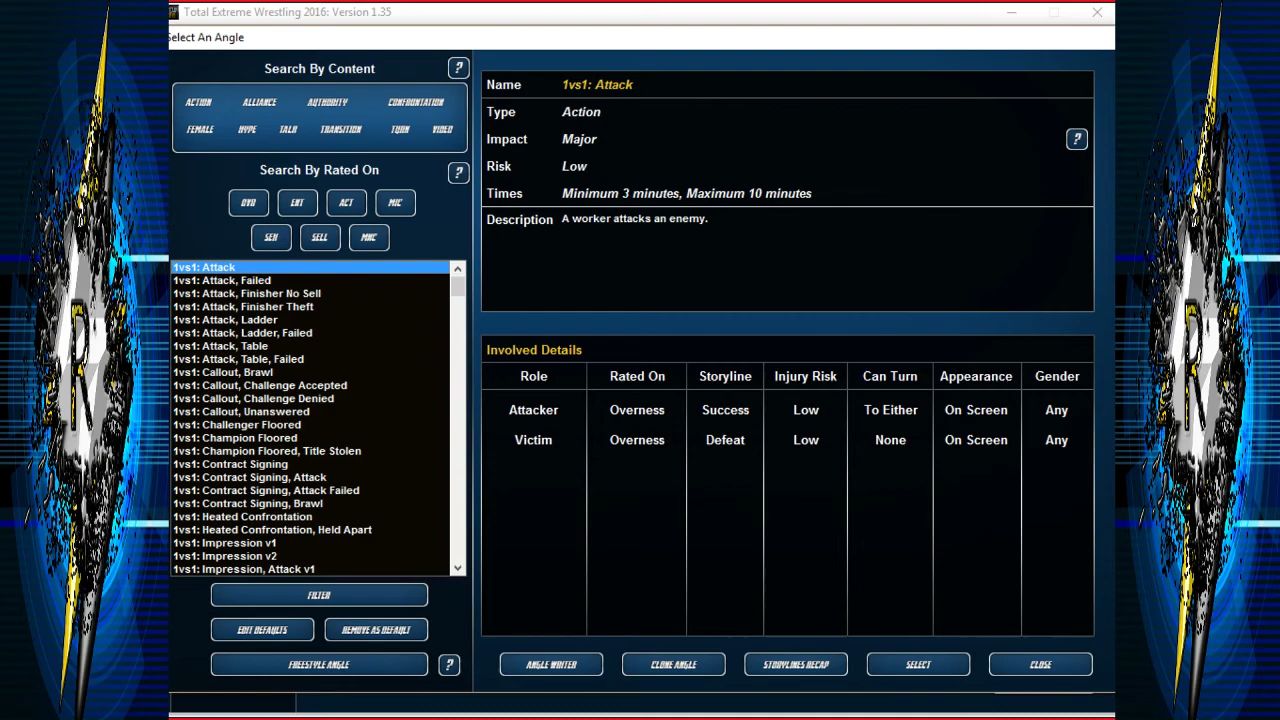 Total Extreme Wrestling 2016: Version 1.35
Select An Angle
Search By Content
?
ACTION ALLIANCE AUTHORITY CONFRONTATION
FEMALE HYPE TALK TRANSITION TURN VIDEO
Search By Rated On
?
OVR ENT ACT MIC
SEX SELL MNC
1vs1: Attack
1vs1: Attack, Failed
1vs1: Attack, Finisher No Sell
1vs1: Attack, Finisher Theft
1vs1: Attack, Ladder
1vs1: Attack, Ladder, Failed
1vs1: Attack, Table
1vs1: Attack, Table, Failed
1vs1: Callout, Brawl
1vs1: Callout, Challenge Accepted
1vs1: Callout, Challenge Denied
1vs1: Callout, Unanswered
1vs1: Challenger Floored
1vs1: Champion Floored
1vs1: Champion Floored, Title Stolen
1vs1: Contract Signing
1vs1: Contract Signing, Attack
1vs1: Contract Signing, Attack Failed
1vs1: Contract Signing, Brawl
1vs1: Heated Confrontation
1vs1: Heated Confrontation, Held Apart
1vs1: Impression v1
1vs1: Impression v2
1vs1: Impression, Attack v1
FILTER
EDIT DEFAULTS REMOVE AS DEFAULT
FREESTYLE ANGLE ?
Name 1vs1: Attack
Type Action
Impact Major ?
Risk Low
Times Minimum 3 minutes, Maximum 10 minutes
Description A worker attacks an enemy.
Involved Details
Role Rated On Storyline Injury Risk Can Turn Appearance Gender
Attacker Overness Success Low To Either On Screen Any
Victim Overness Defeat Low None On Screen Any
ANGLE WRITER CLONE ANGLE STORYLINES RECAP SELECT CLOSE